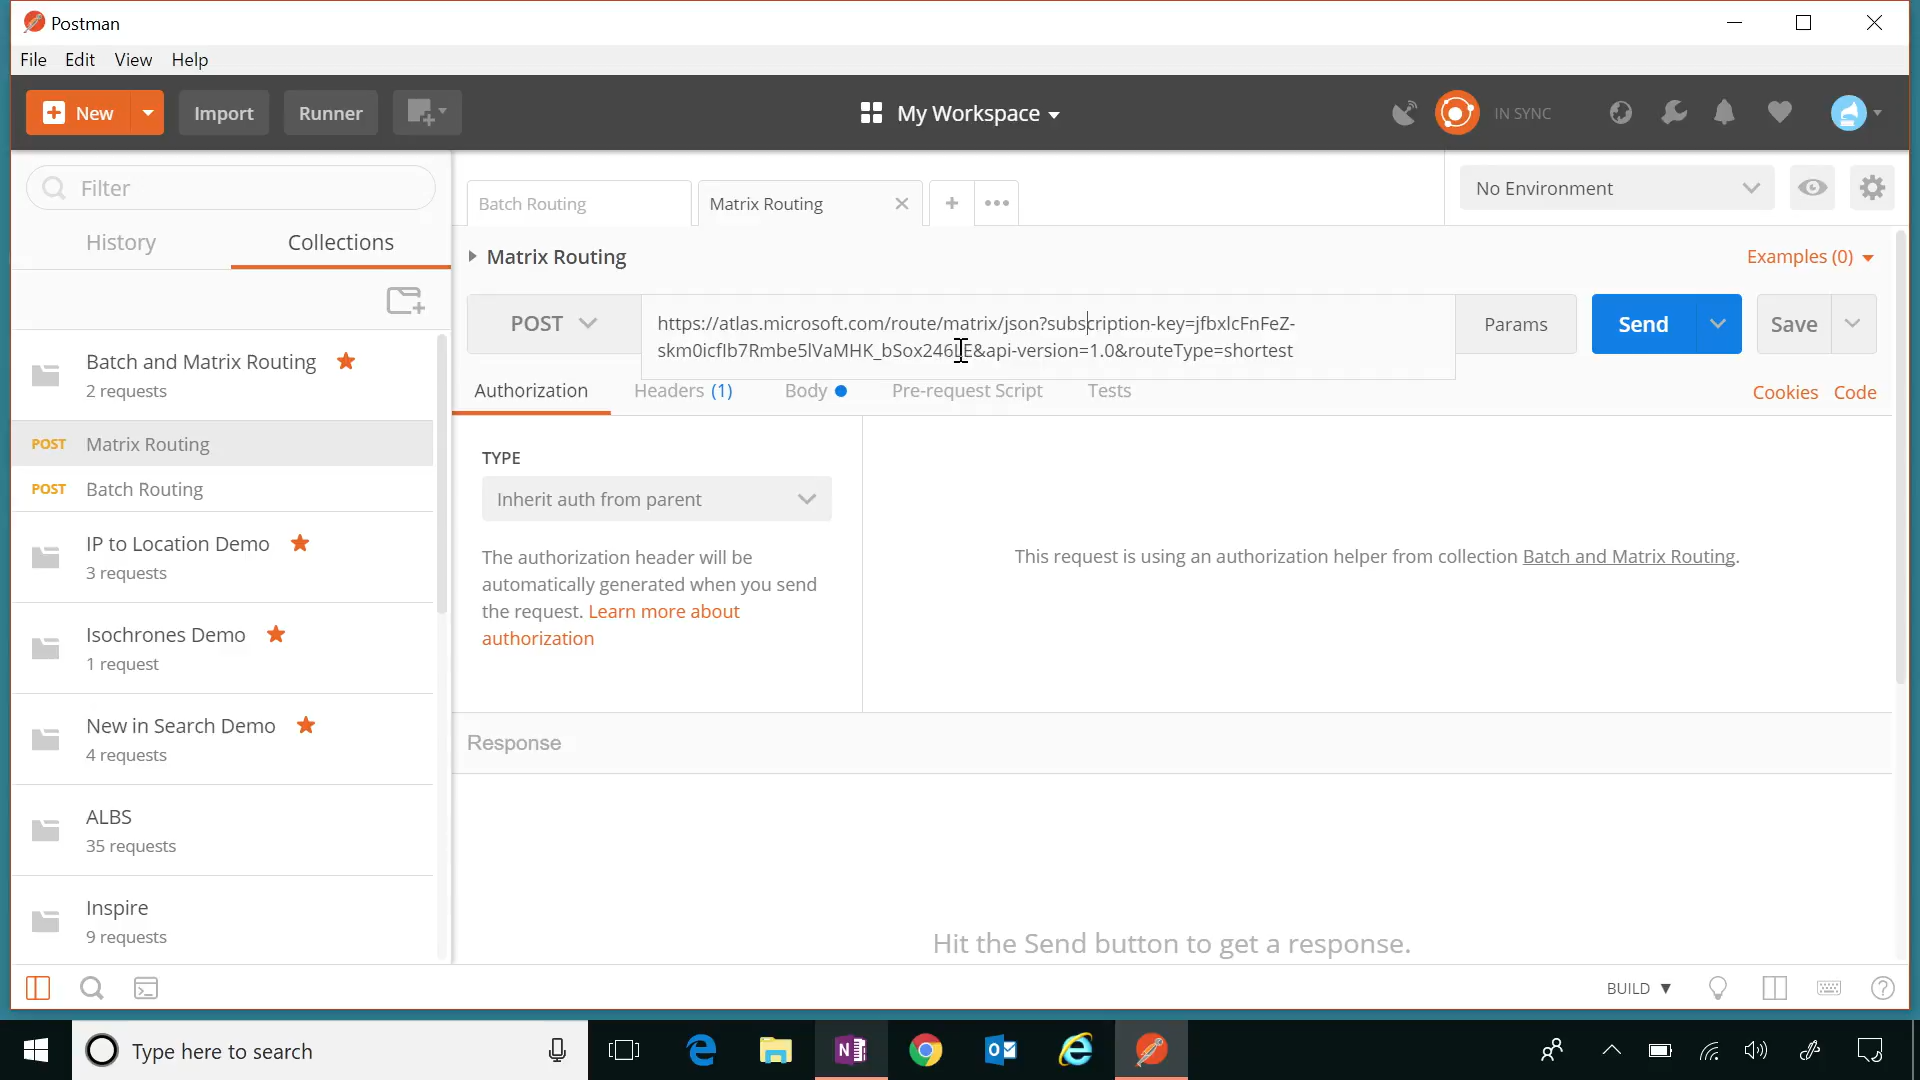 Postman
File Edit View Help
New Import Runner My Workspace IN SYNC
Filter
History Collections
Batch and Matrix Routing
2 requests
POST Matrix Routing
POST Batch Routing
IP to Location Demo
3 requests
Isochrones Demo
1 request
New in Search Demo
4 requests
ALBS
35 requests
Inspire
9 requests
Batch Routing Matrix Routing
No Environment
Matrix Routing
Examples (0)
POST
https://atlas.microsoft.com/route/matrix/json?subscription-key=jfbxlcFnFeZ-
skm0icfIb7Rmbe5lVaMHK_bSox246LE&api-version=1.0&routeType=shortest
Params Send Save
Authorization Headers (1) Body Pre-request Script Tests
Cookies Code
TYPE
Inherit auth from parent
The authorization header will be
automatically generated when you send
the request. Learn more about
authorization
This request is using an authorization helper from collection Batch and Matrix Routing.
Response
Hit the Send button to get a response.
BUILD
Type here to search